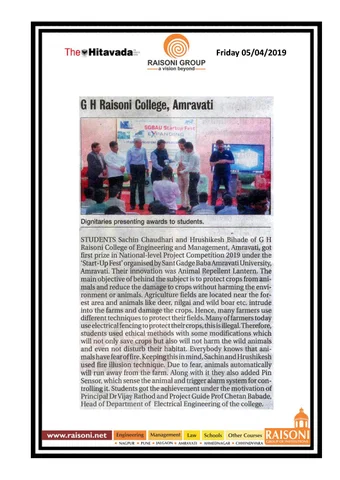 The Hitavada
RAISONI GROUP
a vision beyond
Friday 05/04/2019
G H Raisoni College, Amravati
SGBAU Startup Fest
Dignitaries presenting awards to students.
STUDENTS Sachin Chaudhari and Hrushikesh Bihade of G H
Raisoni College of Engineering and Management, Amravati, got
first prize in National-level Project Competition 2019 under the
'Start-Up Fest' organised by Sant Gadge Baba Amravati University,
Amravati. Their innovation was Animal Repellent Lantern. The
main objective of behind the subject is to protect crops from ani-
mals and reduce the damage to crops without harming the envi-
ronment or animals. Agriculture fields are located near the for-
est area and animals like deer, nilgai and wild boar etc. intrude
into the farms and damage the crops. Hence, many farmers use
different techniques to protect their fields. Many of farmers today
use electrical fencing to protect their crops, this is illegal. Therefore,
students used ethical methods with some modifications which
will not only save crops but also will not harm the wild animals
and even not disturb their habitat. Everybody knows that ani-
mals have fear of fire. Keeping this in mind, Sachin and Hrushikesh
used fire illusion technique. Due to fear, animals automatically
will run away from the farm. Along with it they also added Pin
Sensor, which sense the animal and trigger alarm system for con-
trolling it. Students got the achievement under the motivation of
Principal Dr Vijay Rathod and Project Guide Prof Chetan Babade,
Head of Department of Electrical Engineering of the college.
www.raisoni.net Engineering Management Law Schools Other Courses RAISONI
• NAGPUR • PUNE • JALGAON • AMRAVATI • AHMEDNAGAR • CHHINDWARA